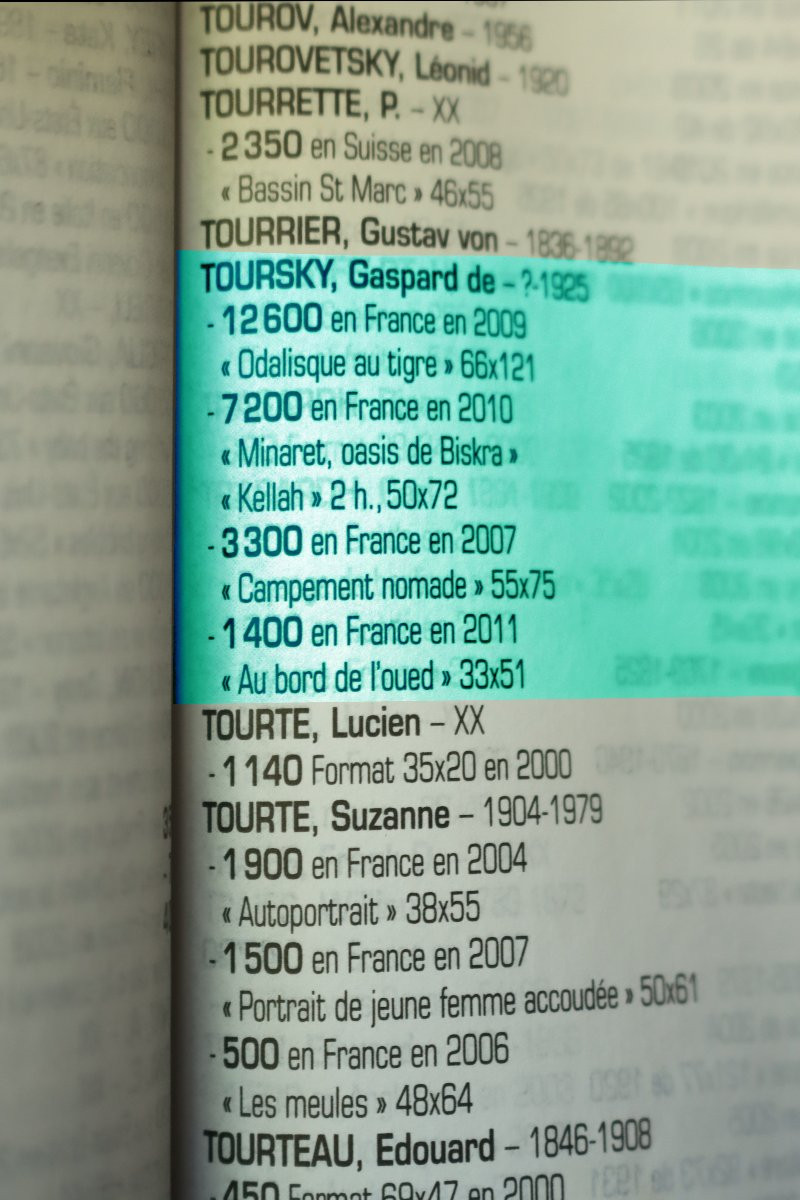 TOUROV, Alexandre – 1956
TOUROVETSKY, Léonid – 1920
TOURRETTE, P. – XX
- 2 350 en Suisse en 2008
« Bassin St Marc » 46x55
TOURRIER, Gustav von – 1836-1892
TOURSKY, Gaspard de – ?-1925
- 12 600 en France en 2009
« Odalisque au tigre » 66x121
- 7 200 en France en 2010
« Minaret, oasis de Biskra »
« Kellah » 2 h., 50x72
- 3 300 en France en 2007
« Campement nomade » 55x75
- 1 400 en France en 2011
« Au bord de l'oued » 33x51
TOURTE, Lucien – XX
- 1 140 Format 35x20 en 2000
TOURTE, Suzanne – 1904-1979
- 1 900 en France en 2004
« Autoportrait » 38x55
- 1 500 en France en 2007
« Portrait de jeune femme accoudée » 50x61
- 500 en France en 2006
« Les meules » 48x64
TOURTEAU, Edouard – 1846-1908
- 450 Format 69x47 en 2000